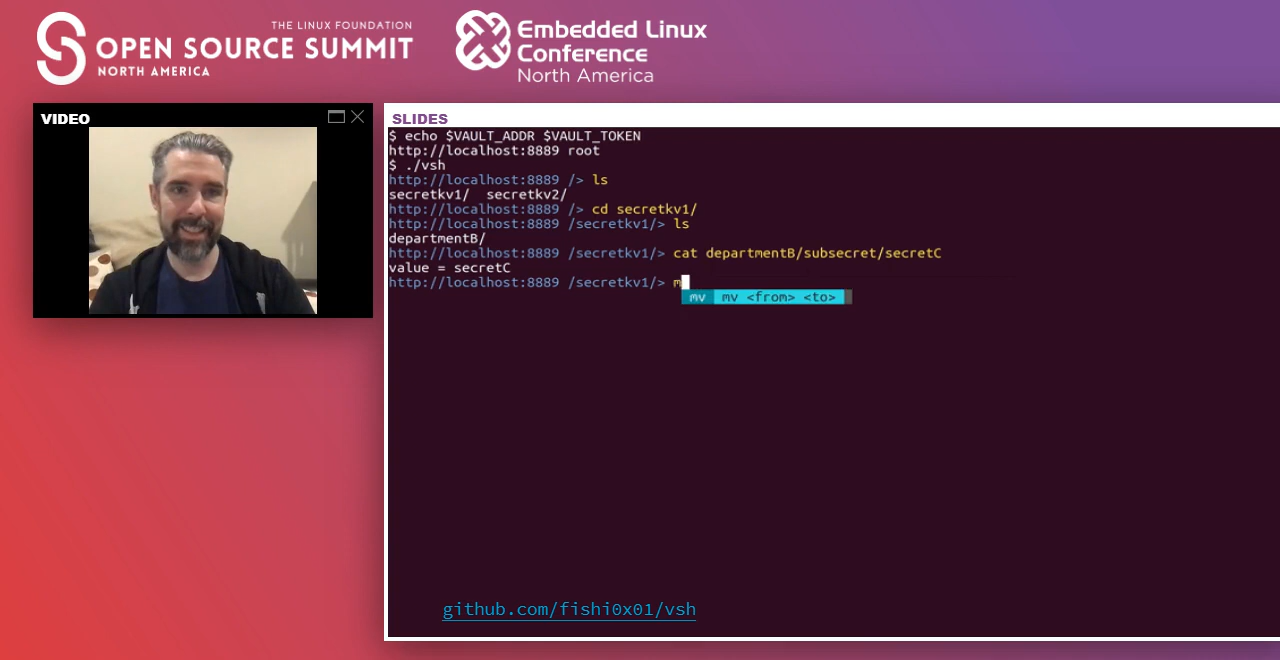 THE LINUX FOUNDATION
OPEN SOURCE SUMMIT
NORTH AMERICA
Embedded Linux
Conference
North America
VIDEO
SLIDES
$ echo $VAULT_ADDR $VAULT_TOKEN
http://localhost:8889 root
$ ./vsh
http://localhost:8889 /> ls
secretkv1/  secretkv2/
http://localhost:8889 /> cd secretkv1/
http://localhost:8889 /secretkv1/> ls
departmentB/
http://localhost:8889 /secretkv1/> cat departmentB/subsecret/secretC
value = secretC
http://localhost:8889 /secretkv1/> m
mv  mv <from> <to>
github.com/fishi0x01/vsh